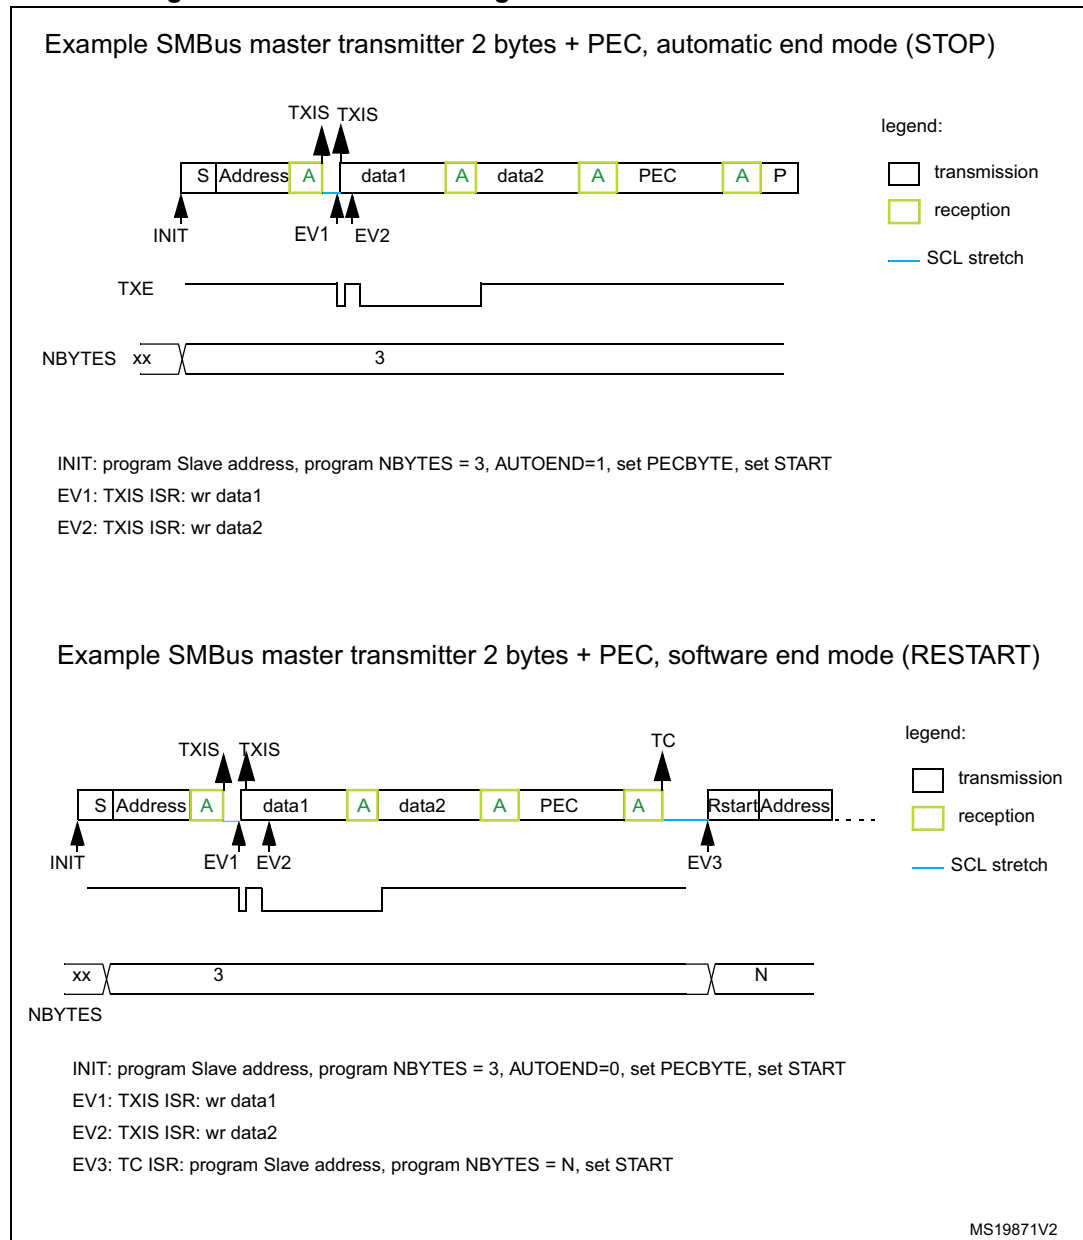 Example SMBus master transmitter 2 bytes + PEC, automatic end mode (STOP)
TXIS TXIS
legend:
S Address A data1 A data2 A PEC A P
transmission
reception
INIT EV1 EV2
SCL stretch
TXE
NBYTES xx 3
INIT: program Slave address, program NBYTES = 3, AUTOEND=1, set PECBYTE, set START
EV1: TXIS ISR: wr data1
EV2: TXIS ISR: wr data2
Example SMBus master transmitter 2 bytes + PEC, software end mode (RESTART)
TXIS TXIS TC
legend:
S Address A data1 A data2 A PEC A Rstart Address
transmission
reception
INIT EV1 EV2 EV3
SCL stretch
xx 3 N
NBYTES
INIT: program Slave address, program NBYTES = 3, AUTOEND=0, set PECBYTE, set START
EV1: TXIS ISR: wr data1
EV2: TXIS ISR: wr data2
EV3: TC ISR: program Slave address, program NBYTES = N, set START
MS19871V2